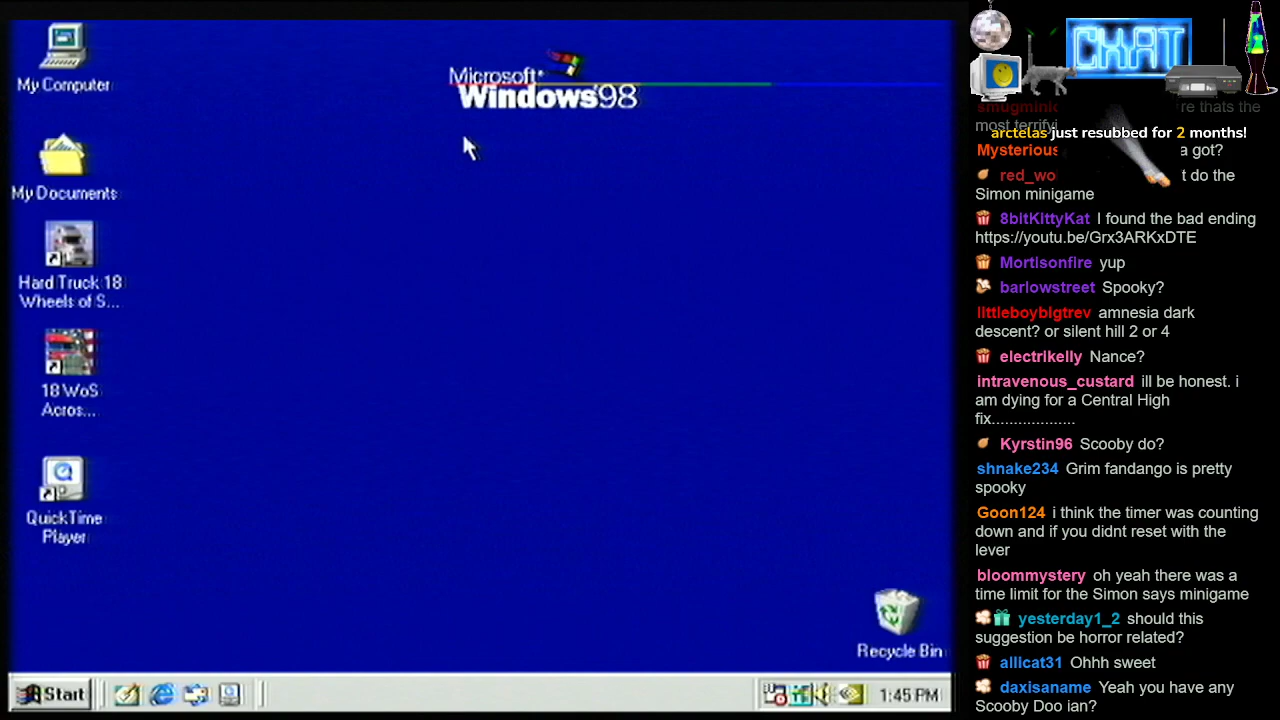 My Computer
Microsoft
Windows 98
My Documents
Hard Truck 18
Wheels of S...
18 WoS
Acros...
QuickTime
Player
Recycle Bin
Start
1:45 PM
CHAT
re thats the
most
arctelas just resubbed for 2 months!
Mysterious
a got?
t do the
Simon minigame
8bitKittyKat I found the bad ending
https://youtu.be/Grx3ARKxDTE
Mortisonfire yup
barlowstreet Spooky?
littleboybigtrev amnesia dark
descent? or silent hill 2 or 4
electrikelly Nance?
intravenous_custard ill be honest. i
am dying for a Central High
fix...................
Kyrstin96 Scooby do?
shnake234 Grim fandango is pretty
spooky
Goon124 i think the timer was counting
down and if you didnt reset with the
lever
bloommystery oh yeah there was a
time limit for the Simon says minigame
yesterday1_2 should this
suggestion be horror related?
allicat31 Ohhh sweet
daxisaname Yeah you have any
Scooby Doo ian?